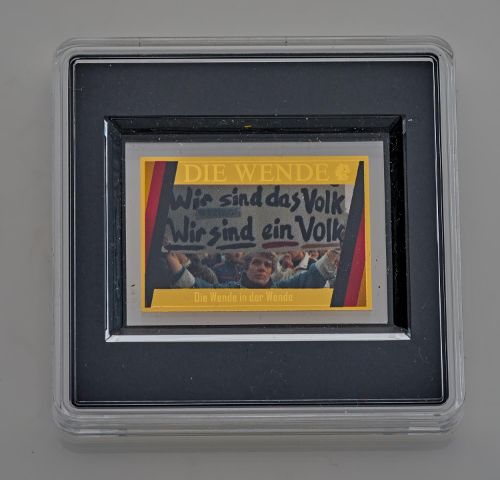 DIE WENDE
Wir sind das Volk
Wir sind ein Volk
Die Wende in der Wende